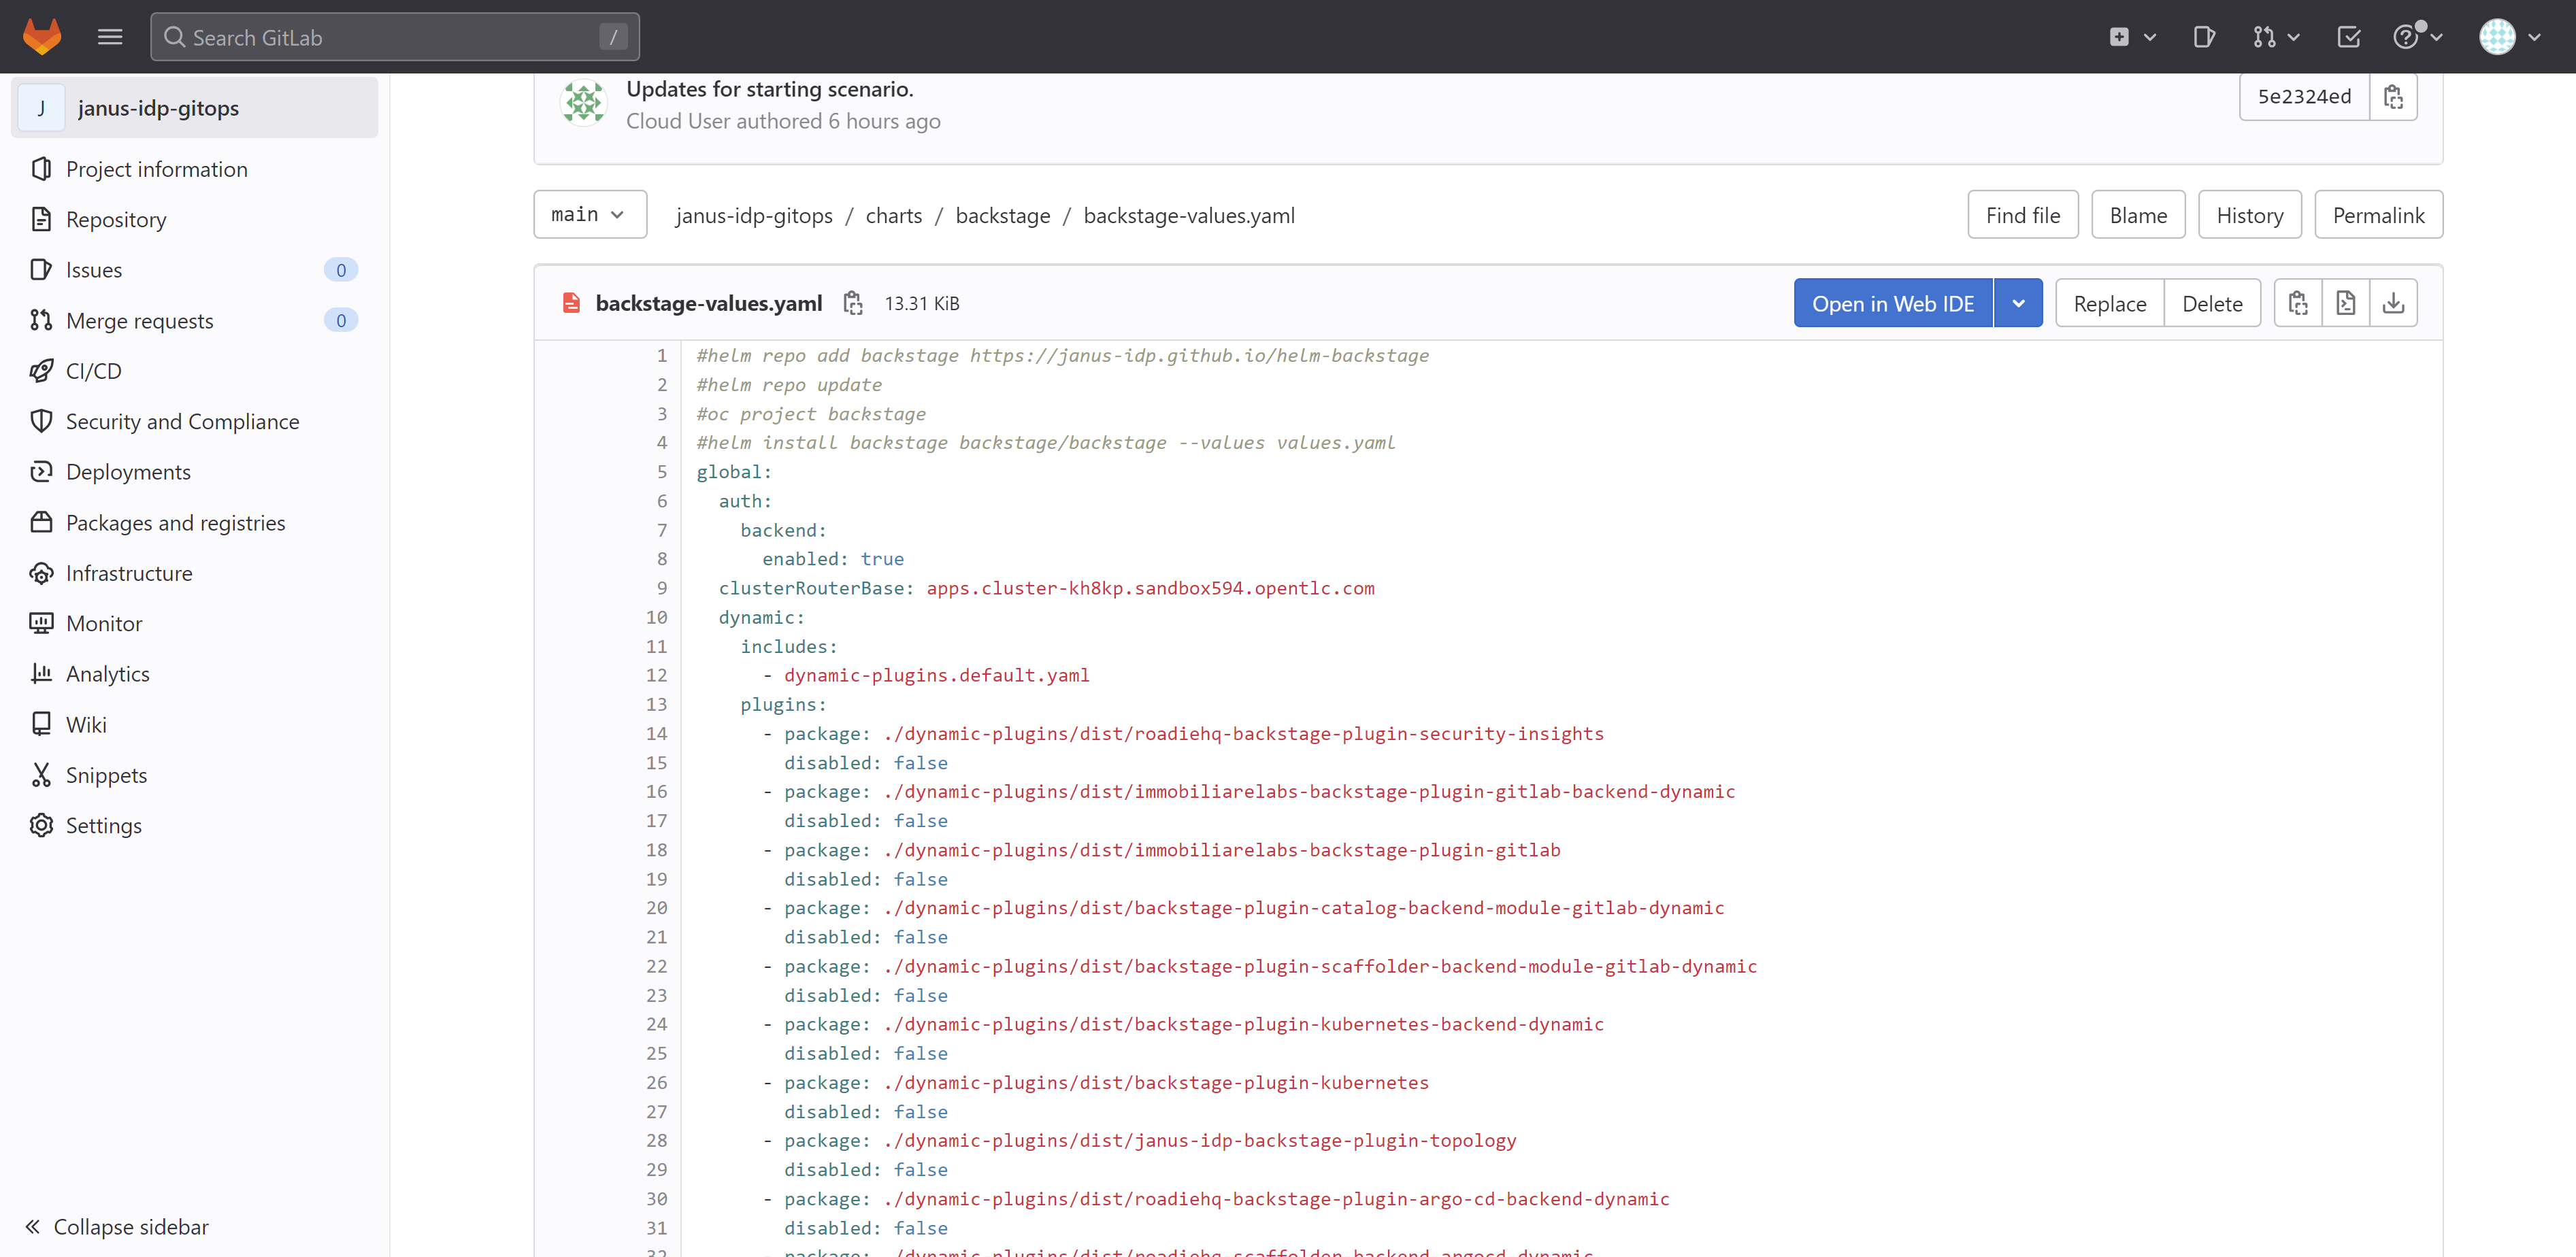 Search GitLab /
J janus-idp-gitops
Project information
Repository
Issues 0
Merge requests 0
CI/CD
Security and Compliance
Deployments
Packages and registries
Infrastructure
Monitor
Analytics
Wiki
Snippets
Settings
Collapse sidebar
Updates for starting scenario.
Cloud User authored 6 hours ago
5e2324ed
main janus-idp-gitops / charts / backstage / backstage-values.yaml Find file Blame History Permalink
backstage-values.yaml 13.31 KiB Open in Web IDE Replace Delete
1 #helm repo add backstage https://janus-idp.github.io/helm-backstage
2 #helm repo update
3 #oc project backstage
4 #helm install backstage backstage/backstage --values values.yaml
5 global:
6 auth:
7 backend:
8 enabled: true
9 clusterRouterBase: apps.cluster-kh8kp.sandbox594.opentlc.com
10 dynamic:
11 includes:
12 - dynamic-plugins.default.yaml
13 plugins:
14 - package: ./dynamic-plugins/dist/roadiehq-backstage-plugin-security-insights
15 disabled: false
16 - package: ./dynamic-plugins/dist/immobiliarelabs-backstage-plugin-gitlab-backend-dynamic
17 disabled: false
18 - package: ./dynamic-plugins/dist/immobiliarelabs-backstage-plugin-gitlab
19 disabled: false
20 - package: ./dynamic-plugins/dist/backstage-plugin-catalog-backend-module-gitlab-dynamic
21 disabled: false
22 - package: ./dynamic-plugins/dist/backstage-plugin-scaffolder-backend-module-gitlab-dynamic
23 disabled: false
24 - package: ./dynamic-plugins/dist/backstage-plugin-kubernetes-backend-dynamic
25 disabled: false
26 - package: ./dynamic-plugins/dist/backstage-plugin-kubernetes
27 disabled: false
28 - package: ./dynamic-plugins/dist/janus-idp-backstage-plugin-topology
29 disabled: false
30 - package: ./dynamic-plugins/dist/roadiehq-backstage-plugin-argo-cd-backend-dynamic
31 disabled: false
32 - package: ./dynamic-plugins/dist/roadiehq-scaffolder-backend-argocd-dynamic